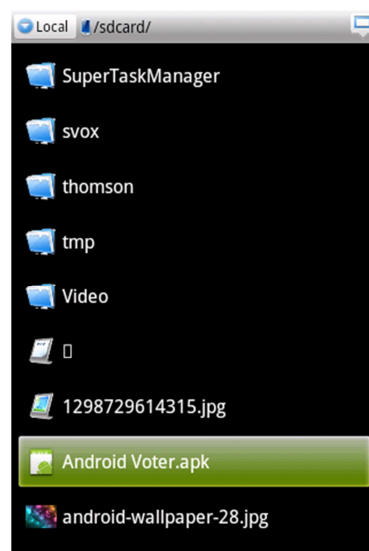 Local /sdcard/
SuperTaskManager
svox
thomson
tmp
Video
1298729614315.jpg
Android Voter.apk
android-wallpaper-28.jpg